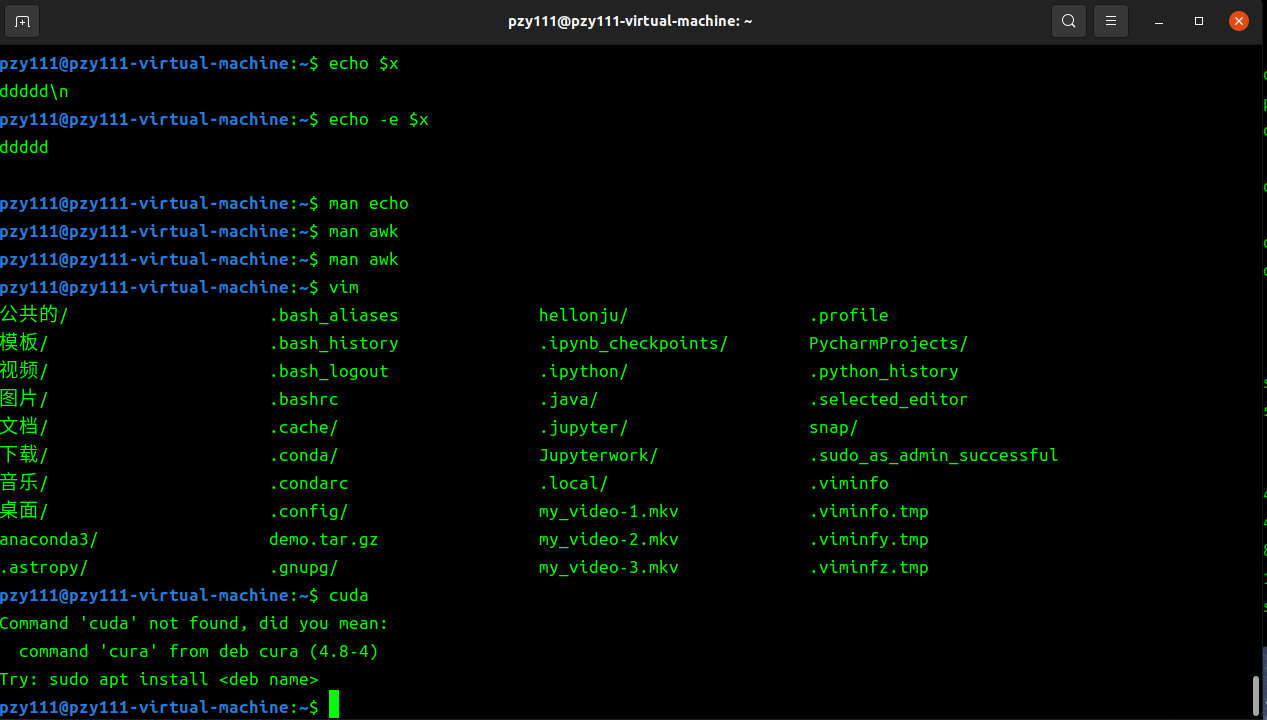 pzy111@pzy111-virtual-machine: ~
pzy111@pzy111-virtual-machine:~$ echo $x
ddddd\n
pzy111@pzy111-virtual-machine:~$ echo -e $x
ddddd
pzy111@pzy111-virtual-machine:~$ man echo
pzy111@pzy111-virtual-machine:~$ man awk
pzy111@pzy111-virtual-machine:~$ man awk
pzy111@pzy111-virtual-machine:~$ vim
公共的/ .bash_aliases hellonju/ .profile
模板/ .bash_history .ipynb_checkpoints/ PycharmProjects/
视频/ .bash_logout .ipython/ .python_history
图片/ .bashrc .java/ .selected_editor
文档/ .cache/ .jupyter/ snap/
下载/ .conda/ Jupyterwork/ .sudo_as_admin_successful
音乐/ .condarc .local/ .viminfo
桌面/ .config/ my_video-1.mkv .viminfo.tmp
anaconda3/ demo.tar.gz my_video-2.mkv .viminfy.tmp
.astropy/ .gnupg/ my_video-3.mkv .viminfz.tmp
pzy111@pzy111-virtual-machine:~$ cuda
Command 'cuda' not found, did you mean:
command 'cura' from deb cura (4.8-4)
Try: sudo apt install <deb name>
pzy111@pzy111-virtual-machine:~$